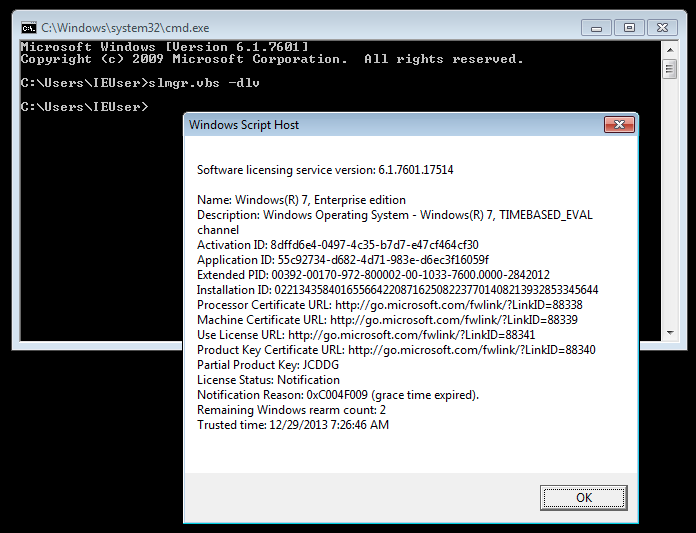 C:\Windows\system32\cmd.exe
Microsoft Windows [Version 6.1.7601]
Copyright (c) 2009 Microsoft Corporation.  All rights reserved.
C:\Users\IEUser>slmgr.vbs -dlv
C:\Users\IEUser>
Windows Script Host
Software licensing service version: 6.1.7601.17514
Name: Windows(R) 7, Enterprise edition
Description: Windows Operating System - Windows(R) 7, TIMEBASED_EVAL
channel
Activation ID: 8dffd6e4-0497-4c35-b7d7-e47cf464cf30
Application ID: 55c92734-d682-4d71-983e-d6ec3f16059f
Extended PID: 00392-00170-972-800002-00-1033-7600.0000-2842012
Installation ID: 022134358401655664220871625082237701408213932853345644
Processor Certificate URL: http://go.microsoft.com/fwlink/?LinkID=88338
Machine Certificate URL: http://go.microsoft.com/fwlink/?LinkID=88339
Use License URL: http://go.microsoft.com/fwlink/?LinkID=88341
Product Key Certificate URL: http://go.microsoft.com/fwlink/?LinkID=88340
Partial Product Key: JCDDG
License Status: Notification
Notification Reason: 0xC004F009 (grace time expired).
Remaining Windows rearm count: 2
Trusted time: 12/29/2013 7:26:46 AM
OK